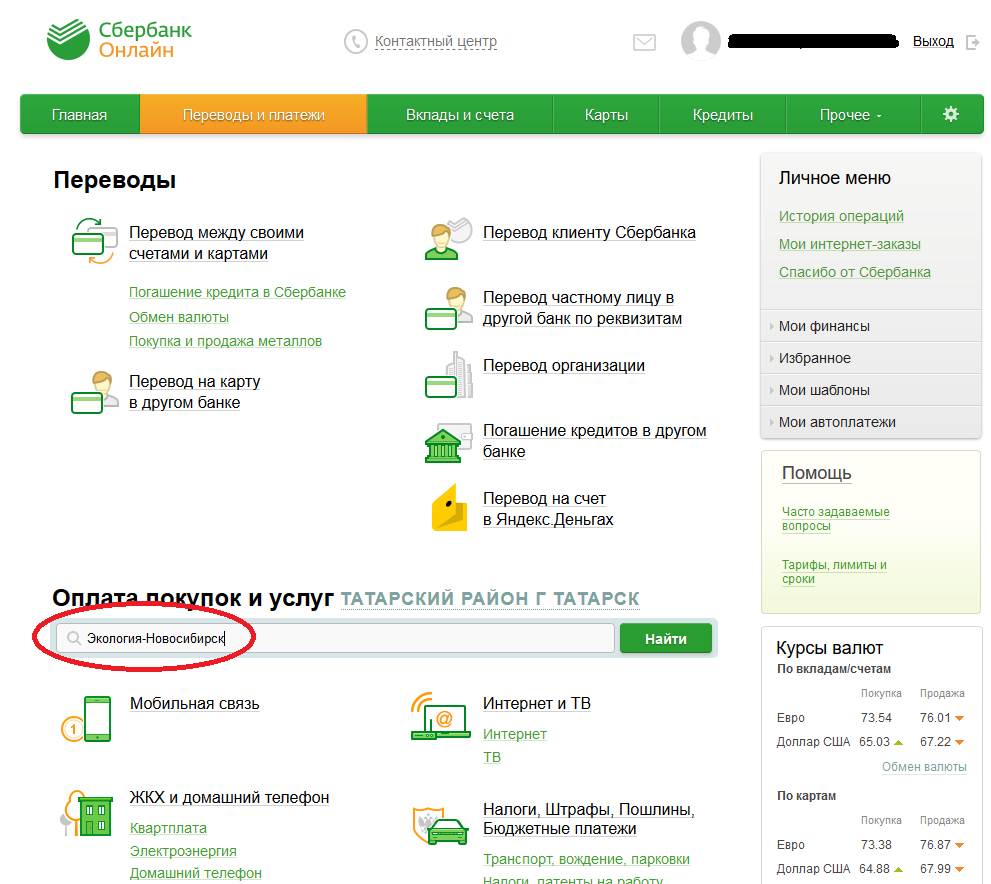 Сбербанк
Онлайн
Контактный центр
Выход
Главная
Переводы и платежи
Вклады и счета
Карты
Кредиты
Прочее
Переводы
Перевод между своими
счетами и картами
Погашение кредита в Сбербанке
Обмен валюты
Покупка и продажа металлов
Перевод на карту
в другом банке
Перевод клиенту Сбербанка
Перевод частному лицу в
другой банк по реквизитам
Перевод организации
Погашение кредитов в другом
банке
Перевод на счет
в Яндекс.Деньгах
Оплата покупок и услуг ТАТАРСКИЙ РАЙОН Г ТАТАРСК
Экология-Новосибирск
Найти
Мобильная связь
1
Интернет и ТВ
@
Интернет
ТВ
ЖКХ и домашний телефон
Квартплата
Электроэнергия
Домашний телефон
Налоги, Штрафы, Пошлины,
Бюджетные платежи
Транспорт, вождение, парковки
Налоги, патенты на работу
Личное меню
История операций
Мои интернет-заказы
Спасибо от Сбербанка
Мои финансы
Избранное
Мои шаблоны
Мои автоплатежи
Помощь
Часто задаваемые
вопросы
Тарифы, лимиты и
сроки
Курсы валют
По вкладам/счетам
Покупка Продажа
Евро 73.54 76.01
Доллар США 65.03 67.22
Обмен валюты
По картам
Покупка Продажа
Евро 73.38 76.87
Доллар США 64.88 67.99